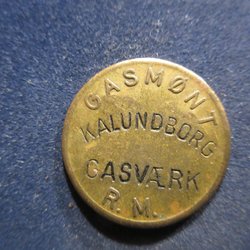 GASMØNT
KALUNDBORG
GASVÆRK
R. M.